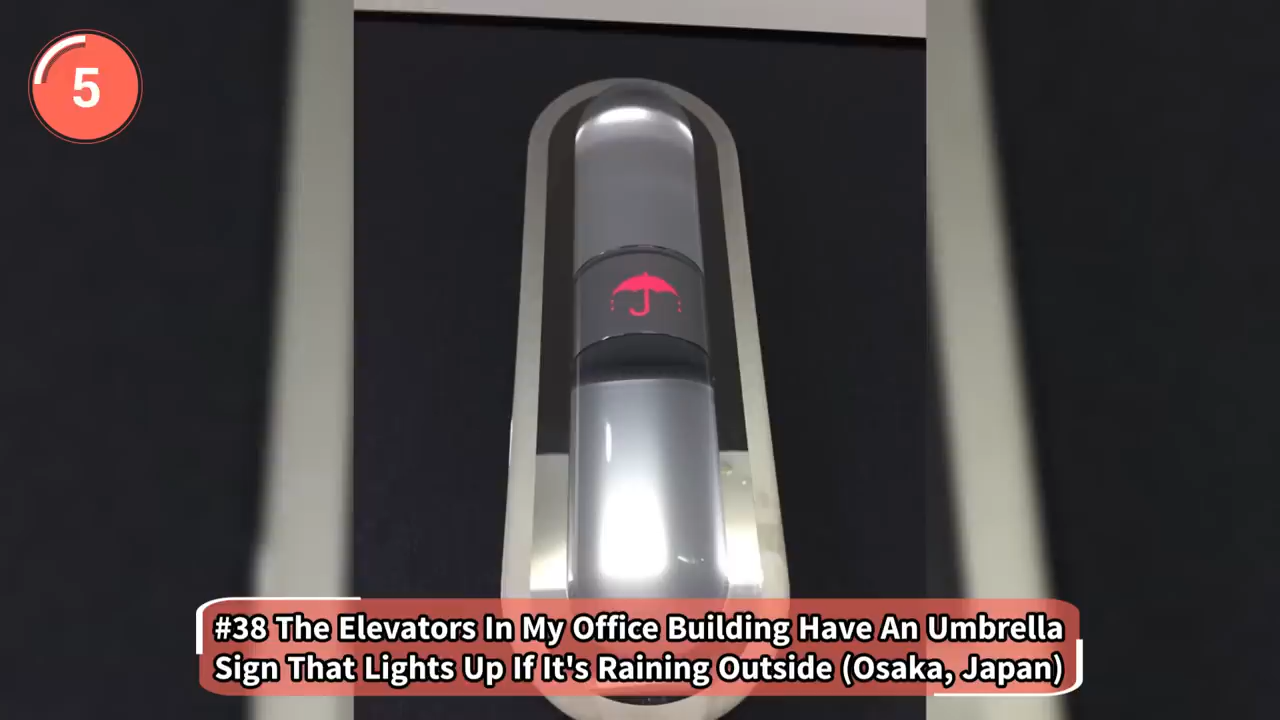 5
#38 The Elevators In My Office Building Have An Umbrella
Sign That Lights Up If It's Raining Outside (Osaka, Japan)